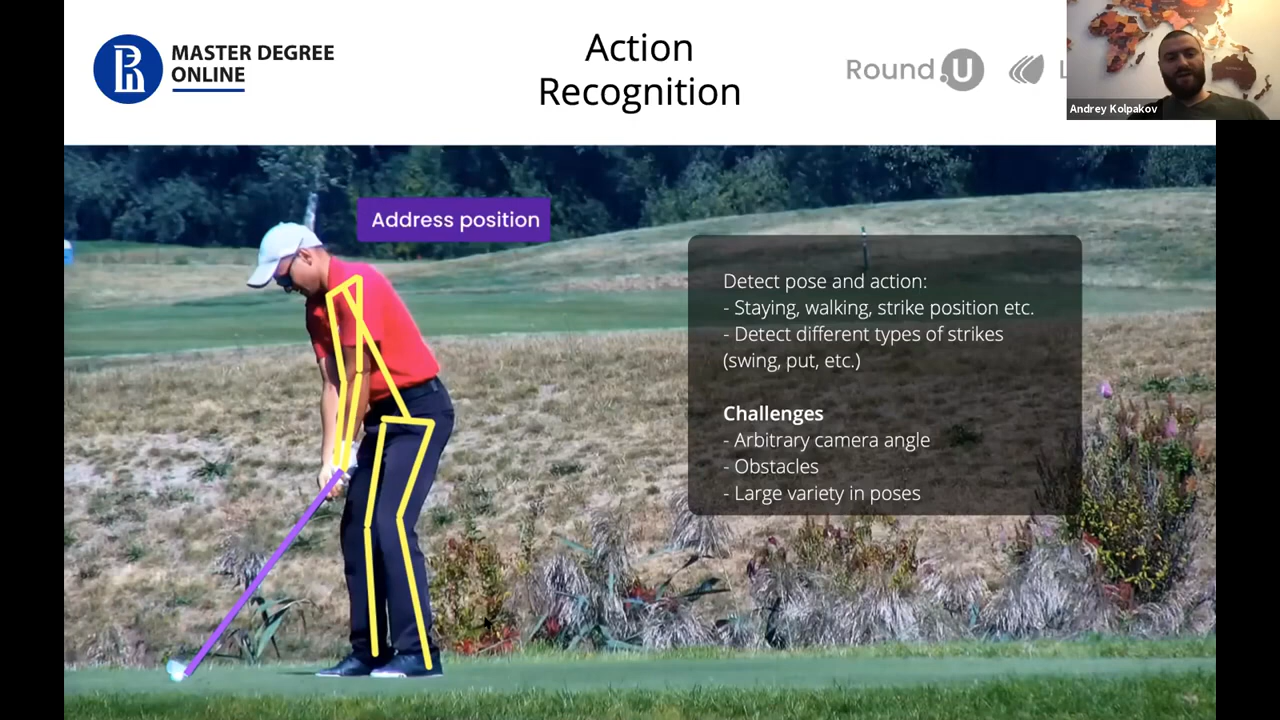 MASTER DEGREE
ONLINE
Action
Recognition
Round.U
L
Andrey Kolpakov
Address position
Detect pose and action:
- Staying, walking, strike position etc.
- Detect different types of strikes
(swing, put, etc.)
Challenges
- Arbitrary camera angle
- Obstacles
- Large variety in poses